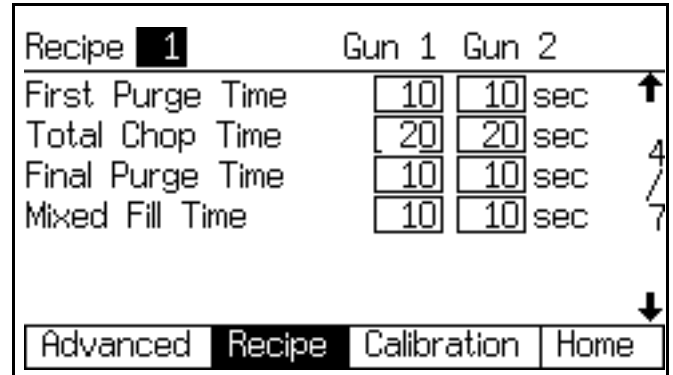 Recipe 1 Gun 1 Gun 2
First Purge Time 10 10 sec
Total Chop Time 20 20 sec
Final Purge Time 10 10 sec
Mixed Fill Time 10 10 sec
4/7
Advanced Recipe Calibration Home